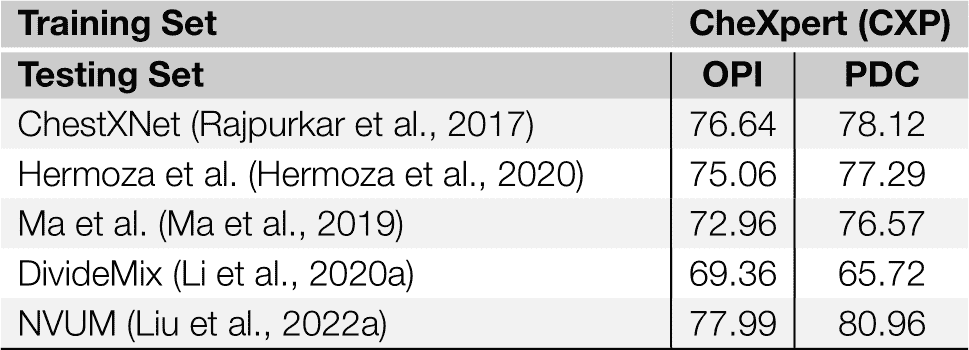 Training Set CheXpert (CXP)
Testing Set OPI PDC
ChestXNet (Rajpurkar et al., 2017) 76.64 78.12
Hermoza et al. (Hermoza et al., 2020) 75.06 77.29
Ma et al. (Ma et al., 2019) 72.96 76.57
DivideMix (Li et al., 2020a) 69.36 65.72
NVUM (Liu et al., 2022a) 77.99 80.96